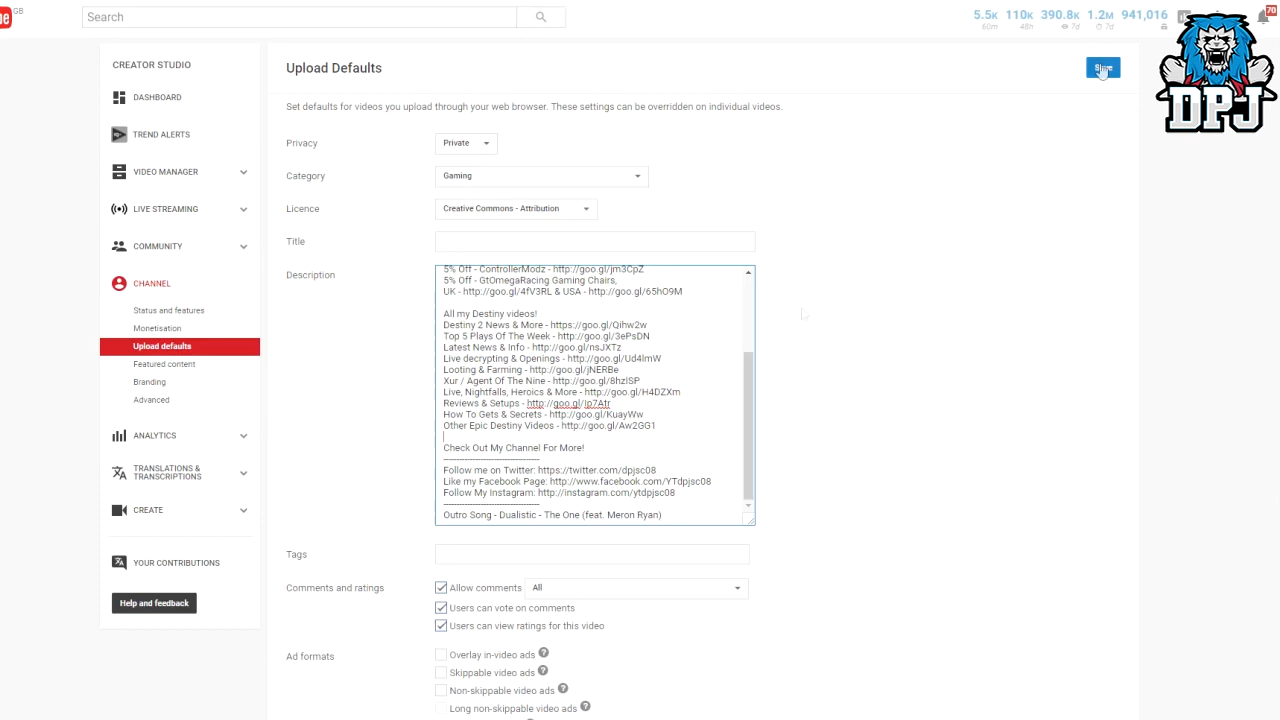 GB
Search
5.5K 110K 390.8K 1.2M 941,016
60m 48h 7d 7d
70
DPJ
CREATOR STUDIO
DASHBOARD
TREND ALERTS
VIDEO MANAGER
LIVE STREAMING
COMMUNITY
CHANNEL
Status and features
Monetisation
Upload defaults
Featured content
Branding
Advanced
ANALYTICS
TRANSLATIONS &
TRANSCRIPTIONS
CREATE
YOUR CONTRIBUTIONS
Help and feedback
Upload Defaults
Set defaults for videos you upload through your web browser. These settings can be overridden on individual videos.
Privacy Private
Category Gaming
Licence Creative Commons - Attribution
Title
Description
5% Off - ControllerModz - http://goo.gl/jm3CpZ
5% Off - GtOmegaRacing Gaming Chairs,
UK - http://goo.gl/4fV3RL & USA - http://goo.gl/65hO9M
All my Destiny videos!
Destiny 2 News & More - https://goo.gl/Qihw2w
Top 5 Plays Of The Week - http://goo.gl/3ePsDN
Latest News & Info - http://goo.gl/nsJXTz
Live decrypting & Openings - http://goo.gl/Ud4lmW
Looting & Farming - http://goo.gl/jNERBe
Xur / Agent Of The Nine - http://goo.gl/8hzlSP
Live, Nightfalls, Heroics & More - http://goo.gl/H4DZXm
Reviews & Setups - http://goo.gl/Ip7Atr
How To Gets & Secrets - http://goo.gl/KuayWw
Other Epic Destiny Videos - http://goo.gl/Aw2GG1
Check Out My Channel For More!
--------------------------------
Follow me on Twitter: https://twitter.com/dpjsc08
Like my Facebook Page: http://www.facebook.com/YTdpjsc08
Follow My Instagram: http://instagram.com/ytdpjsc08
--------------------------------
Outro Song - Dualistic - The One (feat. Meron Ryan)
Tags
Comments and ratings Allow comments All
Users can vote on comments
Users can view ratings for this video
Ad formats Overlay in-video ads ?
Skippable video ads ?
Non-skippable video ads ?
Long non-skippable video ads ?